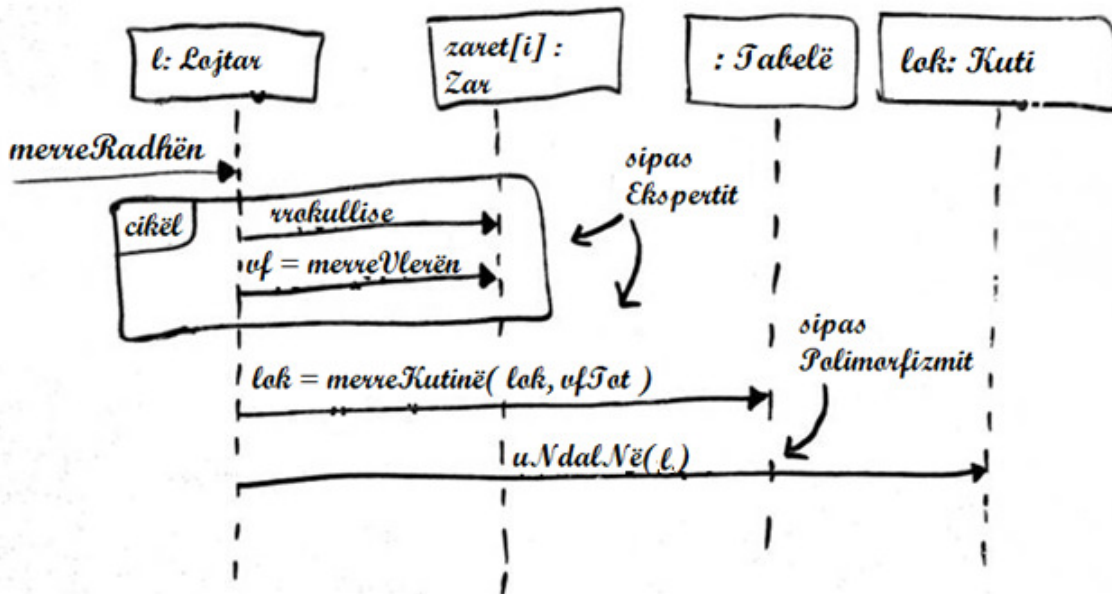 l: Lojtar
zaret[i] :
Zar
: Tabelë
lok: Kuti
merreRadhën
cikël
rrokullise
vf = merreVlerën
sipas
Ekspertit
lok = merreKutinë( lok, vfTot )
sipas
Polimorfizmit
uNdalNë( l )